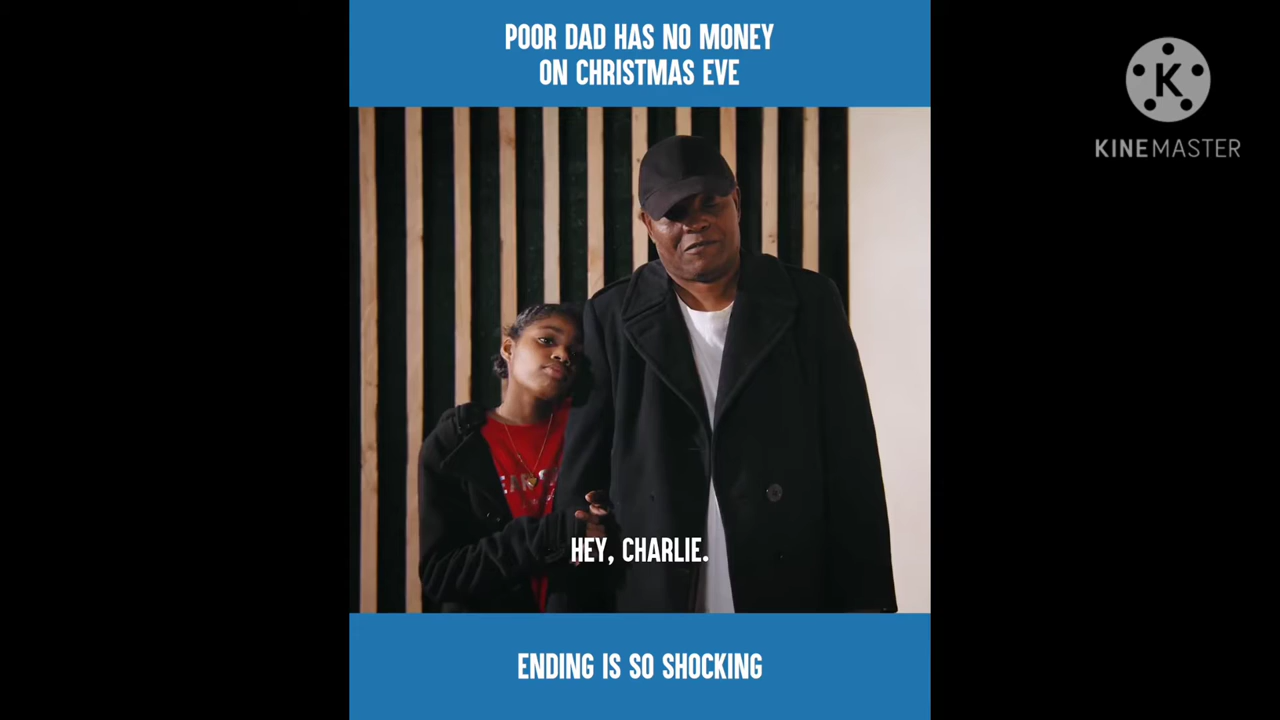 POOR DAD HAS NO MONEY
ON CHRISTMAS EVE
K
KINEMASTER
HEY, CHARLIE.
ENDING IS SO SHOCKING